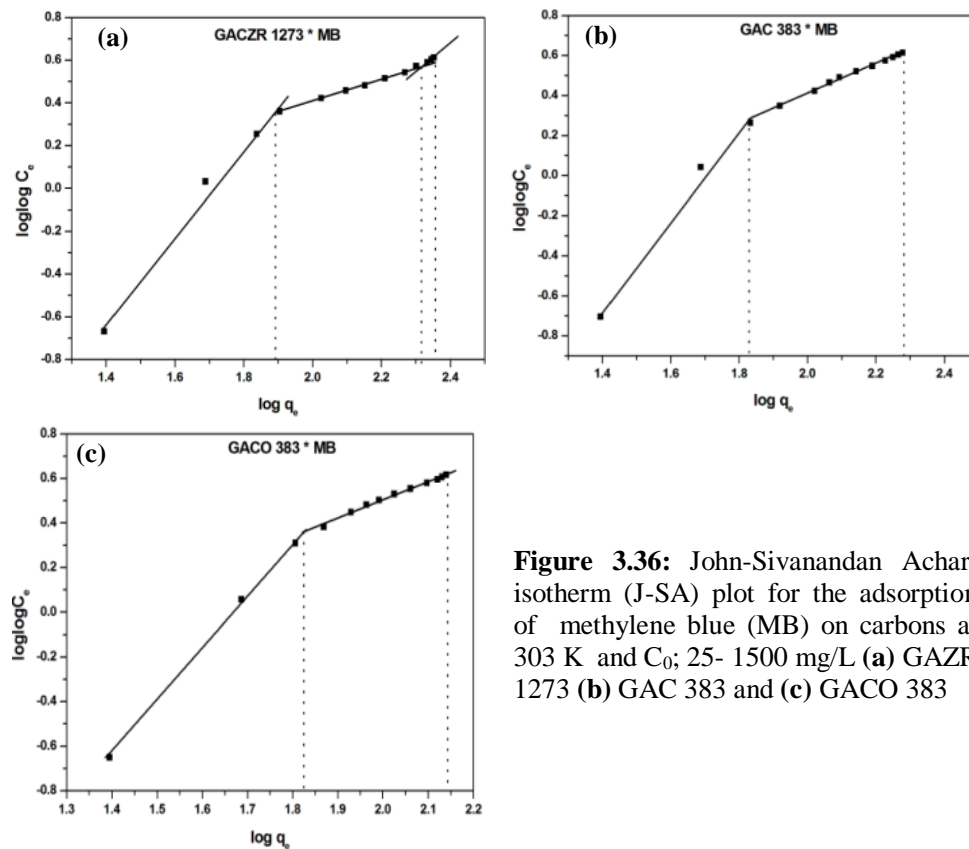 (a)
GACZR 1273 * MB
0.8
0.6
0.4
0.2
0.0
-0.2
-0.4
-0.6
-0.8
loglog Ce
1.4 1.6 1.8 2.0 2.2 2.4
log qe
(b)
GAC 383 * MB
0.8
0.6
0.4
0.2
0.0
-0.2
-0.4
-0.6
-0.8
loglogCe
1.4 1.6 1.8 2.0 2.2 2.4
log qe
(c)
GACO 383 * MB
0.8
0.6
0.4
0.2
0.0
-0.2
-0.4
-0.6
-0.8
loglogCe
1.3 1.4 1.5 1.6 1.7 1.8 1.9 2.0 2.1 2.2
log qe
Figure 3.36: John-Sivanandan Achari
isotherm (J-SA) plot for the adsorption
of methylene blue (MB) on carbons a
303 K and C0; 25- 1500 mg/L (a) GAZR
1273 (b) GAC 383 and (c) GACO 383